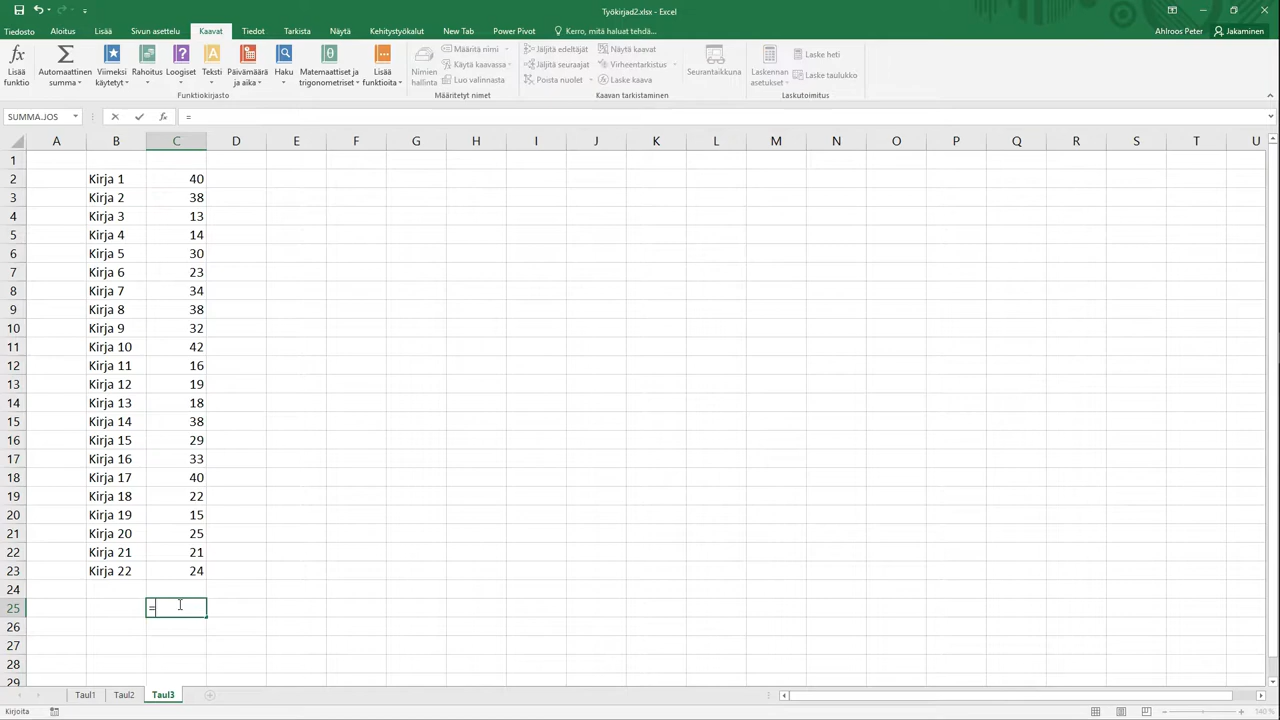 Työkirjad2.xlsx - Excel
Tiedosto Aloitus Lisää Sivun asettelu Kaavat Tiedot Tarkista Näytä Kehitystyökalut New Tab Power Pivot Kerro, mitä haluat tehdä... Ahlroos Peter Jakaminen
fx Σ θ A
Lisää funktio
Automaattinen summa
Viimeksi käytetyt
Rahoitus
Loogiset
Teksti
Päivämäärä ja aika
Haku
Matemaattiset ja trigonometriset
Lisää funktioita
Funktiokirjasto
Nimien hallinta
Määritä nimi
Käytä kaavassa
Luo valinnasta
Määritetyt nimet
Jäljitä edeltäjät
Jäljitä seuraajat
Poista nuolet
Näytä kaavat
Virheentarkistus
Laske kaava
Seurantaikkuna
Kaavan tarkistaminen
Laskennan asetukset
Laske heti
Laske taulukko
Laskutoimitus
SUMMA.JOS fx =
A B C D E F G H I J K L M N O P Q R S T U
1
2 Kirja 1 40
3 Kirja 2 38
4 Kirja 3 13
5 Kirja 4 14
6 Kirja 5 30
7 Kirja 6 23
8 Kirja 7 34
9 Kirja 8 38
10 Kirja 9 32
11 Kirja 10 42
12 Kirja 11 16
13 Kirja 12 19
14 Kirja 13 18
15 Kirja 14 38
16 Kirja 15 29
17 Kirja 16 33
18 Kirja 17 40
19 Kirja 18 22
20 Kirja 19 15
21 Kirja 20 25
22 Kirja 21 21
23 Kirja 22 24
24
25 =
26
27
28
29
Taul1 Taul2 Taul3
Kirjoita 140 %